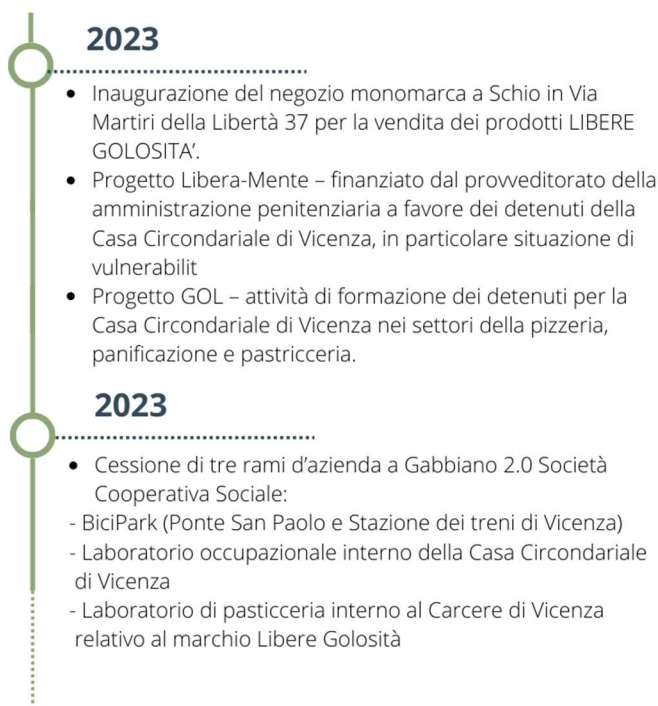 2023
• Inaugurazione del negozio monomarca a Schio in Via
Martiri della Libertà 37 per la vendita dei prodotti LIBERE
GOLOSITA’.
• Progetto Libera-Mente – finanziato dal provveditorato della
amministrazione penitenziaria a favore dei detenuti della
Casa Circondariale di Vicenza, in particolare situazione di
vulnerabilit
• Progetto GOL – attività di formazione dei detenuti per la
Casa Circondariale di Vicenza nei settori della pizzeria,
panificazione e pastricceria.
2023
• Cessione di tre rami d’azienda a Gabbiano 2.0 Società
Cooperativa Sociale:
- BiciPark (Ponte San Paolo e Stazione dei treni di Vicenza)
- Laboratorio occupazionale interno della Casa Circondariale
di Vicenza
- Laboratorio di pasticceria interno al Carcere di Vicenza
relativo al marchio Libere Golosità